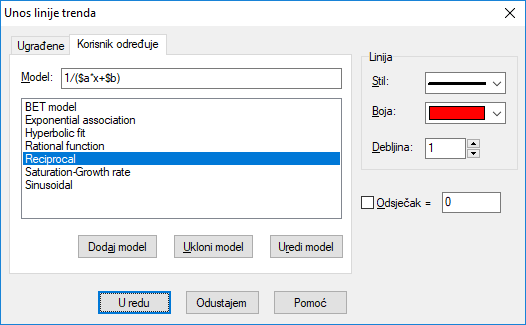 Unos linije trenda
Ugrađene
Korisnik određuje
Model: 1/($a*x+$b)
BET model
Exponential association
Hyperbolic fit
Rational function
Reciprocal
Saturation-Growth rate
Sinusoidal
Dodaj model
Ukloni model
Uredi model
Linija
Stil:
Boja:
Debljina: 1
Odsječak = 0
U redu
Odustajem
Pomoć